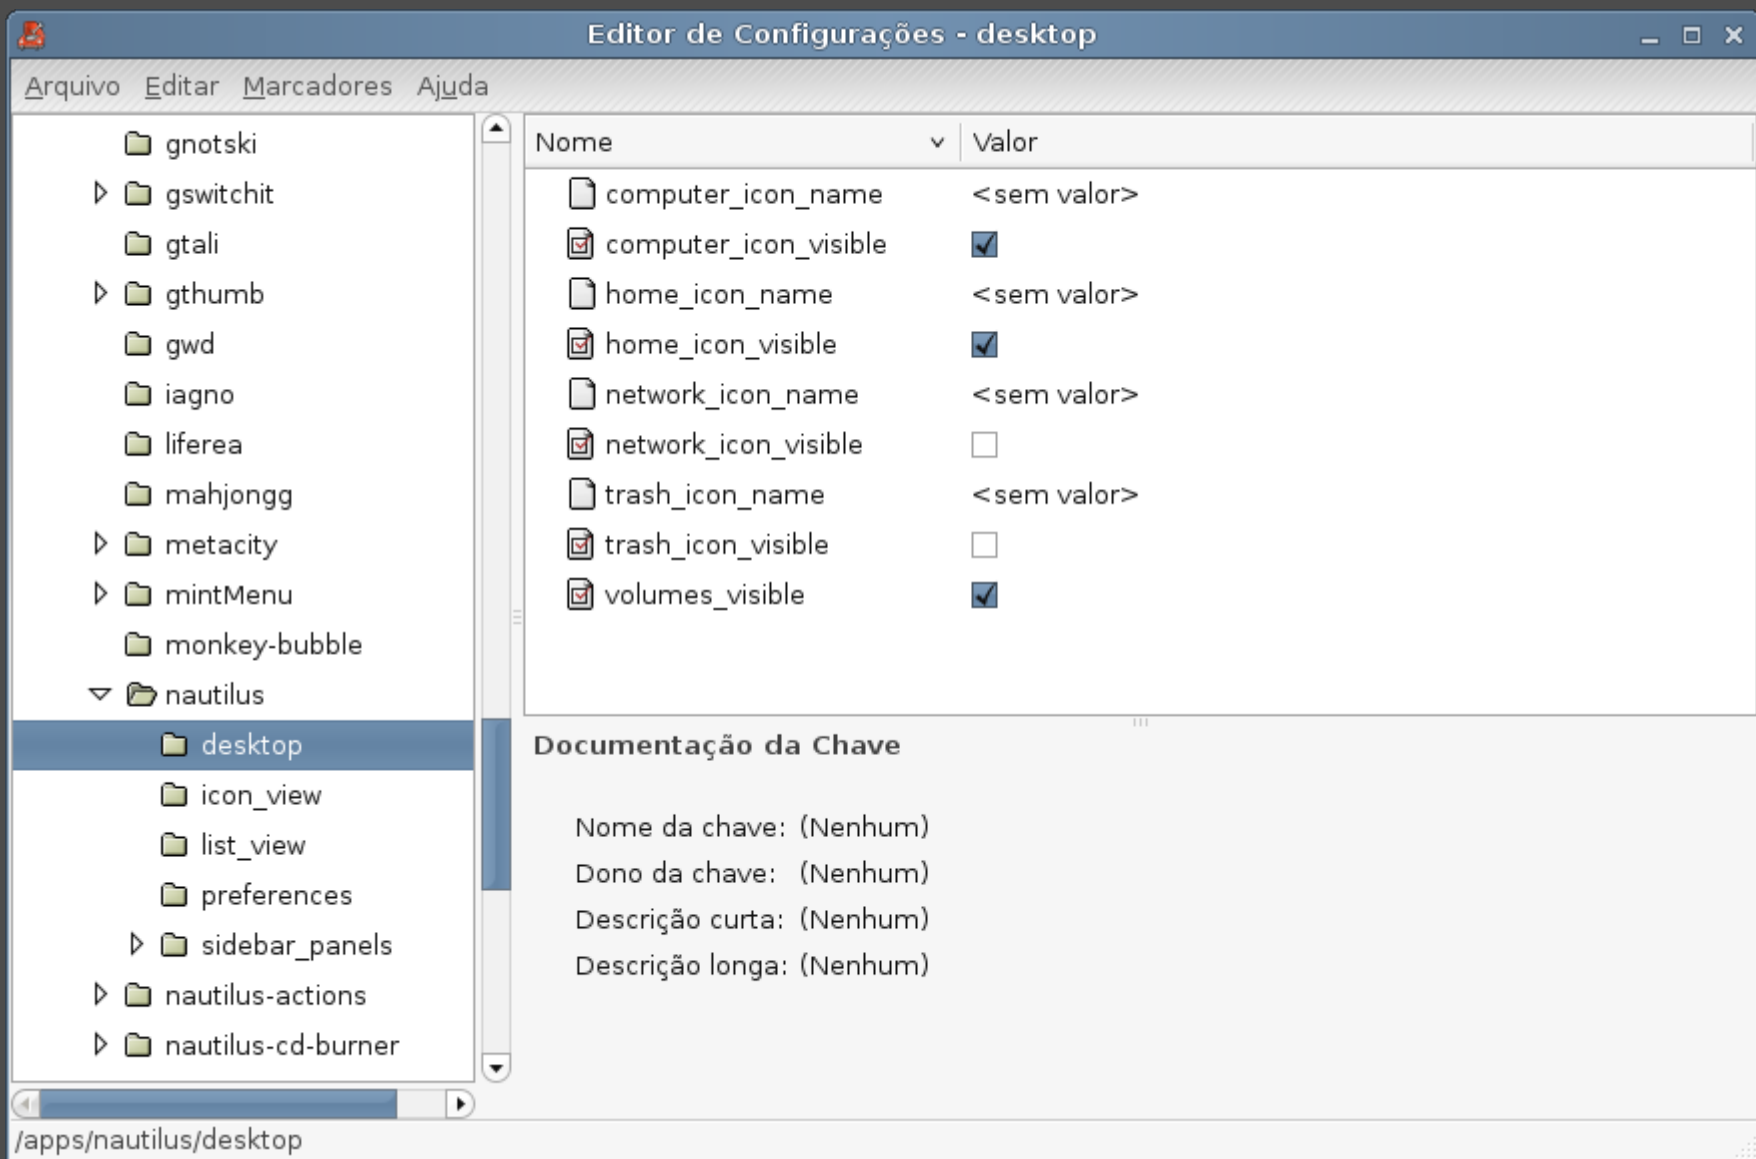 Editor de Configurações - desktop
Arquivo Editar Marcadores Ajuda
gnotski
gswitchit
gtali
gthumb
gwd
iagno
liferea
mahjongg
metacity
mintMenu
monkey-bubble
nautilus
desktop
icon_view
list_view
preferences
sidebar_panels
nautilus-actions
nautilus-cd-burner
Nome Valor
computer_icon_name <sem valor>
computer_icon_visible
home_icon_name <sem valor>
home_icon_visible
network_icon_name <sem valor>
network_icon_visible
trash_icon_name <sem valor>
trash_icon_visible
volumes_visible
Documentação da Chave
Nome da chave: (Nenhum)
Dono da chave: (Nenhum)
Descrição curta: (Nenhum)
Descrição longa: (Nenhum)
/apps/nautilus/desktop